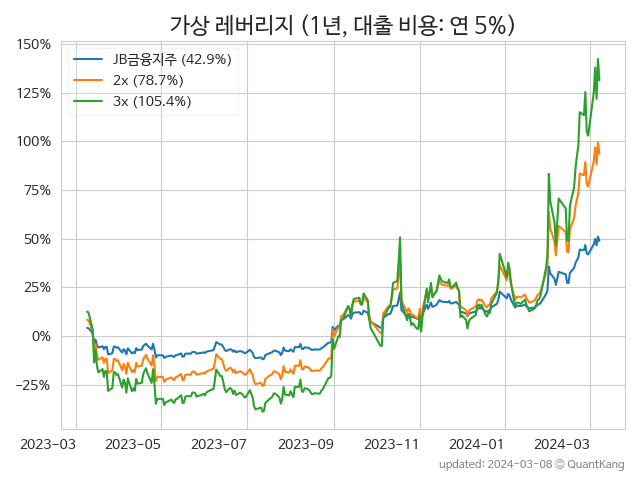 가상 레버리지 (1년, 대출 비용: 연 5%)
JB금융지주 (42.9%)
2x (78.7%)
3x (105.4%)
150%
125%
100%
75%
50%
25%
0%
−25%
2023-03 2023-05 2023-07 2023-09 2023-11 2024-01 2024-03
updated: 2024-03-08 © QuantKang